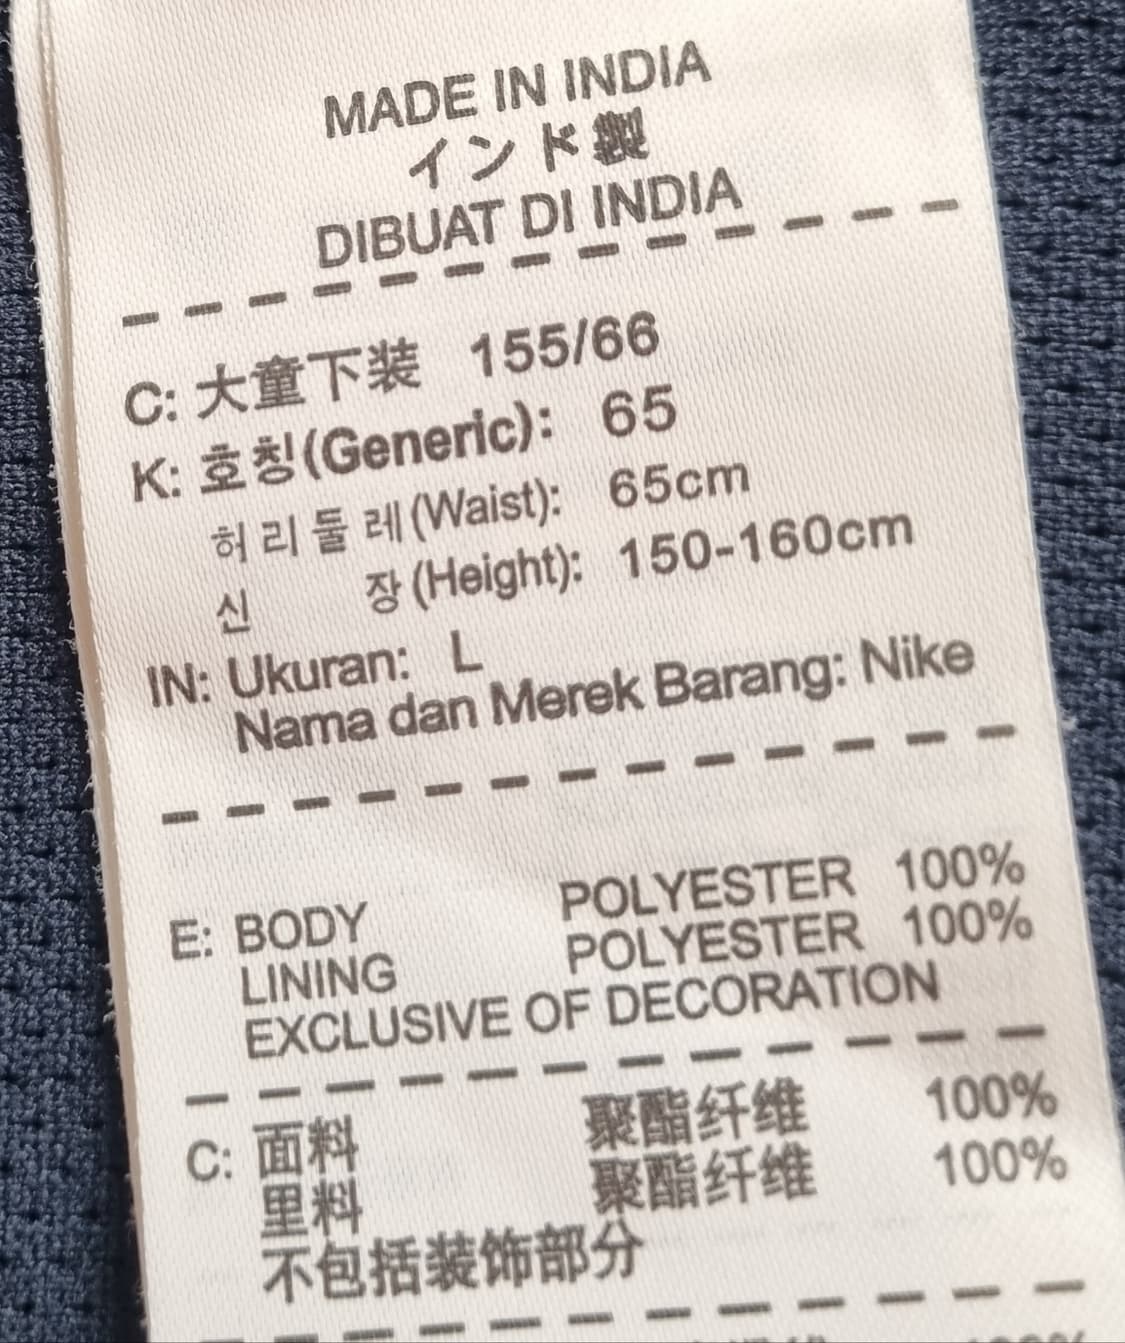 MADE IN INDIA
インド製
DIBUAT DI INDIA
C: 大童下装 155/66
K: 호칭(Generic): 65
허리둘레(Waist): 65cm
신 장(Height): 150-160cm
IN: Ukuran: L
Nama dan Merek Barang: Nike
E: BODY POLYESTER 100%
LINING POLYESTER 100%
EXCLUSIVE OF DECORATION
C: 面料 聚酯纤维 100%
里料 聚酯纤维 100%
不包括装饰部分